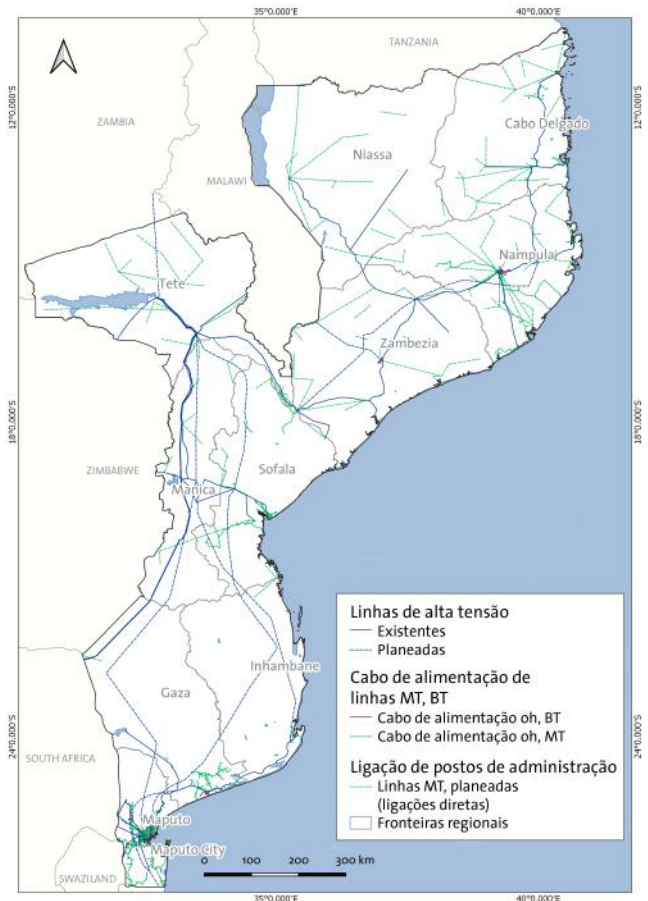 35°0.000'E
40°0.000'E
TANZANIA
12°0.000'S
12°0.000'S
ZAMBIA
Cabo Delgado
Niassa
MALAWI
Nampulaj
Tete
Zambezia
18°0.000'S
18°0.000'S
ZIMBABWE
Sofala
Manica
Inhambane
Gaza
24°0.000'S
24°0.000'S
SOUTH AFRICA
Maputo
Maputo City
SWAZILAND
Linhas de alta tensão
Existentes
Planeadas
Cabo de alimentação de
linhas MT, BT
Cabo de alimentação oh, BT
Cabo de alimentação oh, MT
Ligação de postos de administração
Linhas MT, planeadas
(ligações diretas)
Fronteiras regionais
0 100 200 300 km
35°0.000'E
40°0.000'E